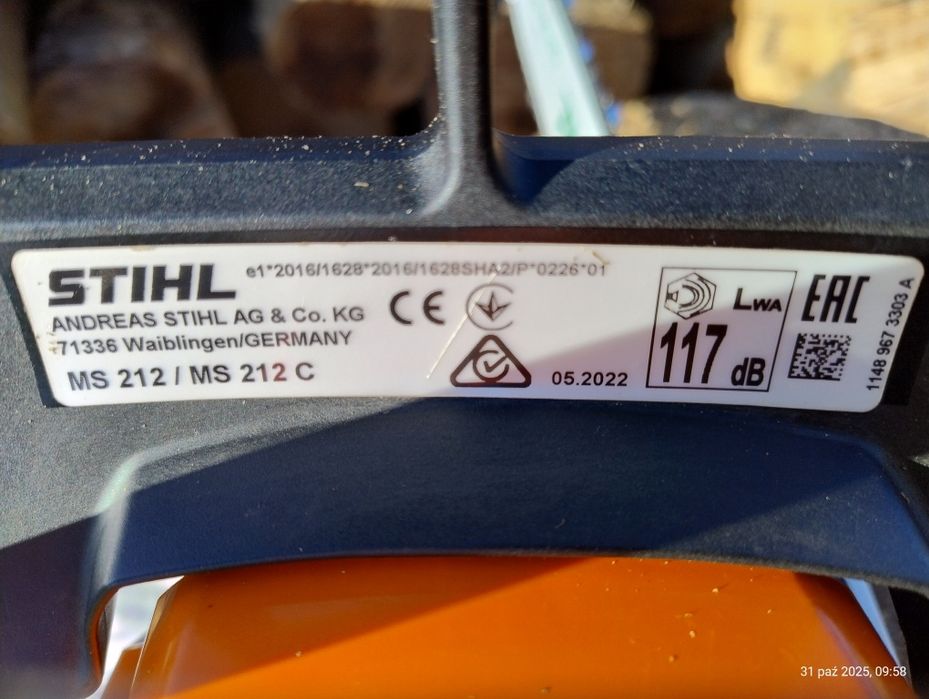 STIHL
e1*2016/1628*2016/1628SHA2/P*0226*01
ANDREAS STIHL AG & Co. KG
71336 Waiblingen/GERMANY
MS 212 / MS 212 C
CE
05.2022
LWA
117 dB
EAC
1148 967 3303 A
31 paź 2025, 09:58